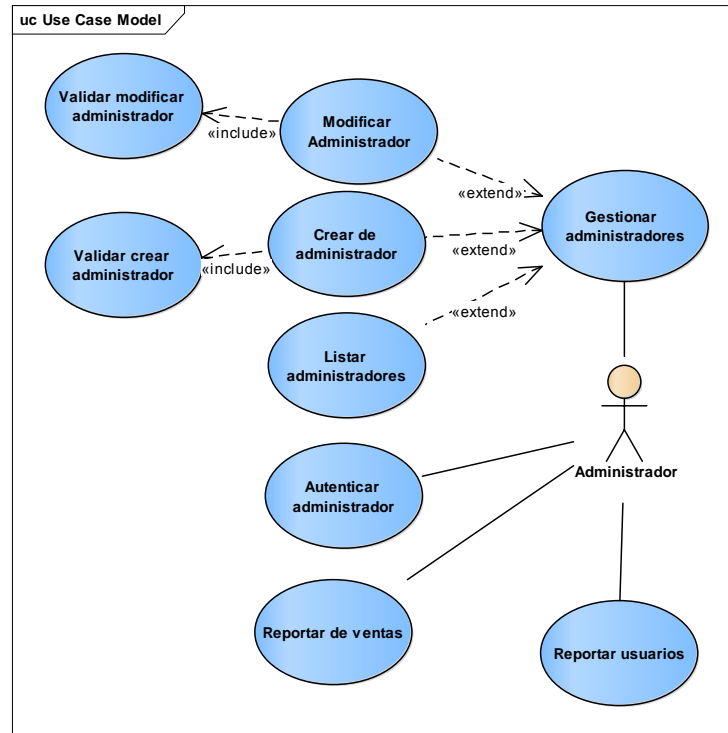 uc Use Case Model
Validar modificar
administrador
«include»
Modificar
Administrador
«extend»
Gestionar
administradores
Validar crear
administrador
«include»
Crear de
administrador
«extend»
Listar
administradores
«extend»
Autenticar
administrador
Administrador
Reportar de ventas
Reportar usuarios